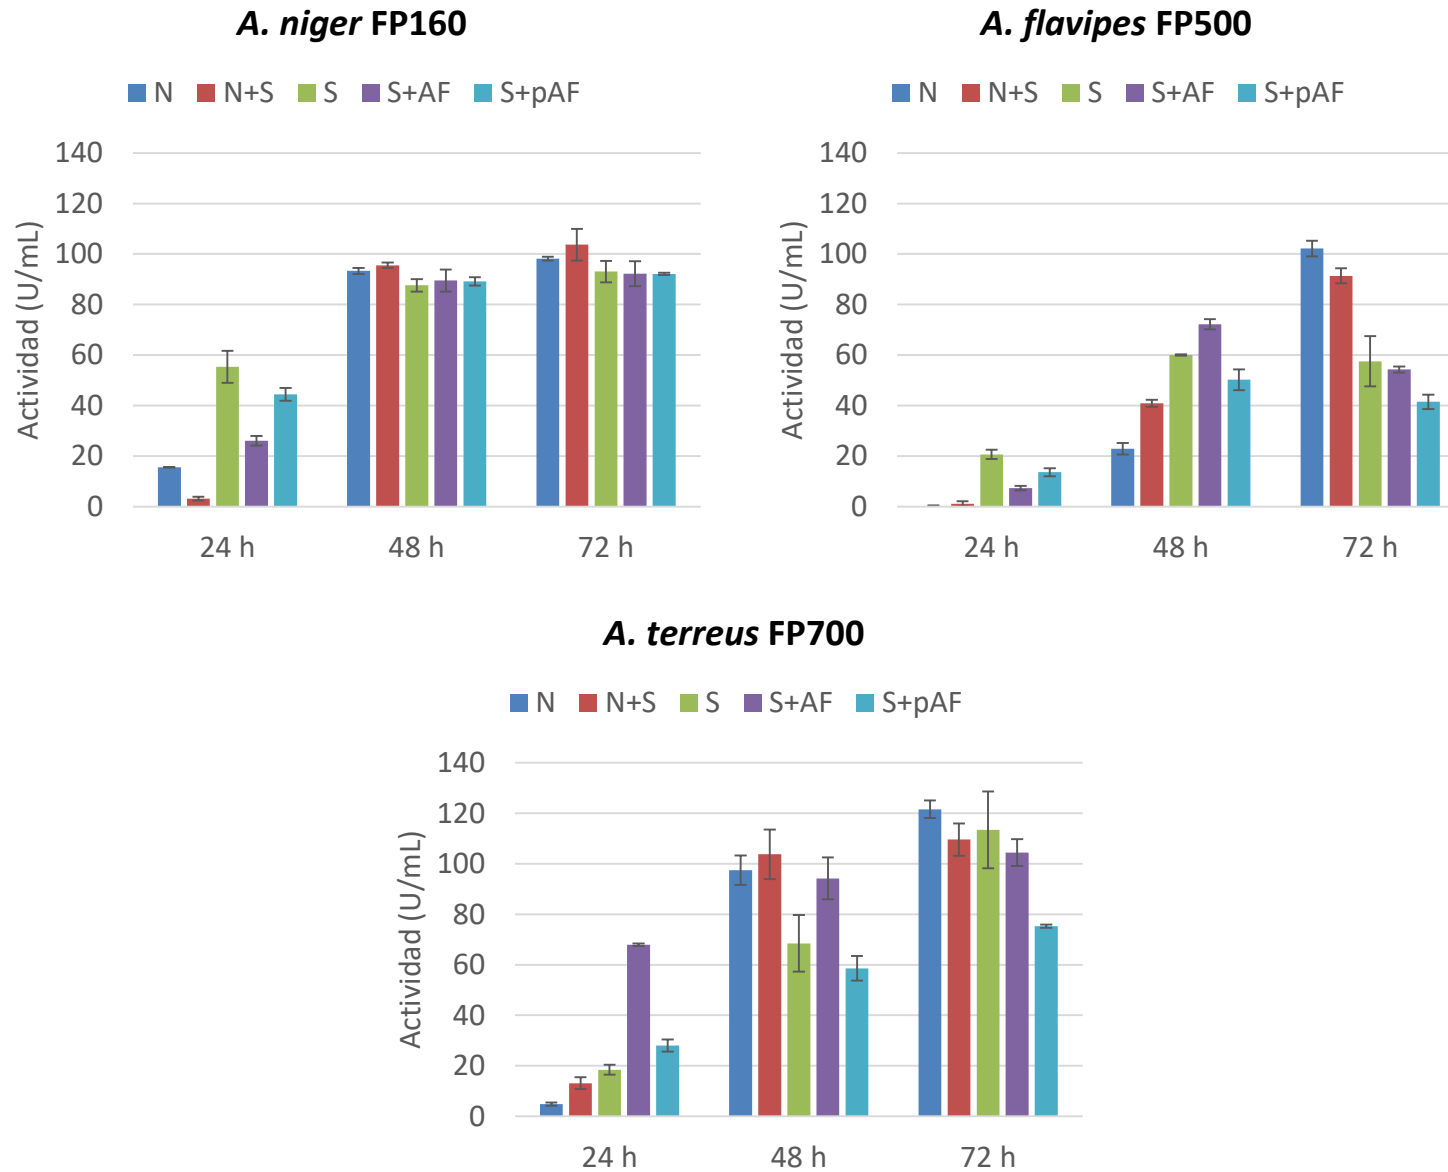 A. niger FP160
N N+S S S+AF S+pAF
Actividad (U/mL)
140
120
100
80
60
40
20
0
24 h 48 h 72 h
A. flavipes FP500
N N+S S S+AF S+pAF
Actividad (U/mL)
140
120
100
80
60
40
20
0
24 h 48 h 72 h
A. terreus FP700
N N+S S S+AF S+pAF
Actividad (U/mL)
140
120
100
80
60
40
20
0
24 h 48 h 72 h